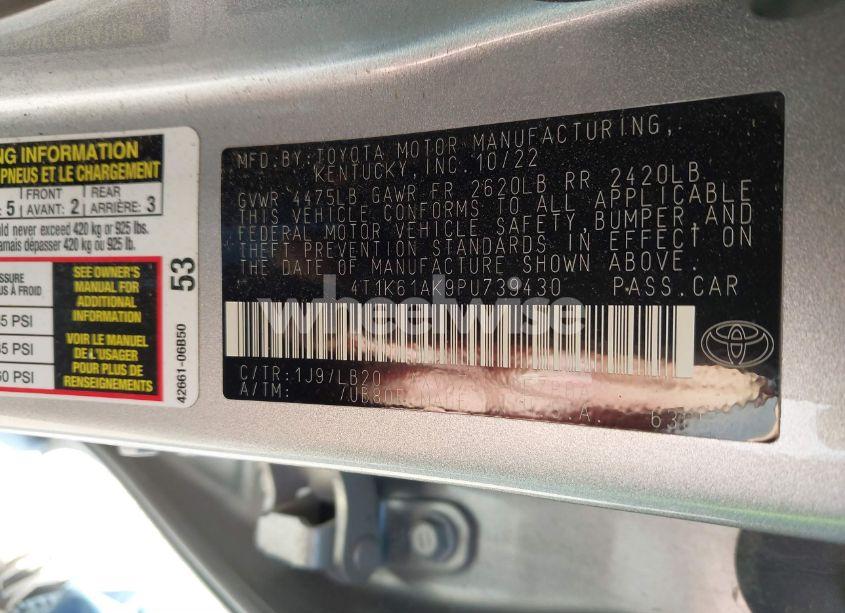 NG INFORMATION
PNEUS ET LE CHARGEMENT
5 FRONT AVANT: 2 REAR ARRIÈRE: 3
ld never exceed 420 kg or 925 lbs.
amais dépasser 420 kg ou 925 lb.
SSURE
US À FROID
5 PSI
5 PSI
60 PSI
SEE OWNER'S
MANUAL FOR
ADDITIONAL
INFORMATION
VOIR LE MANUEL
DE L'USAGER
POUR PLUS DE
RENSEIGNEMENTS
53
42661-06B50
MFD.BY:TOYOTA MOTOR MANUFACTURING,
KENTUCKY,INC.10/22
GVWR 4475LB GAWR FR 2620LB RR 2420LB
THIS VEHICLE CONFORMS TO ALL APPLICABLE
FEDERAL MOTOR VEHICLE SAFETY,BUMPER,AND
THEFT PREVENTION STANDARDS IN EFFECT ON
THE DATE OF MANUFACTURE SHOWN ABOVE.
4T1K61AK9PU739430 PASS.CAR
wheelwise
C/TR:1J9/LB20
A/TM: